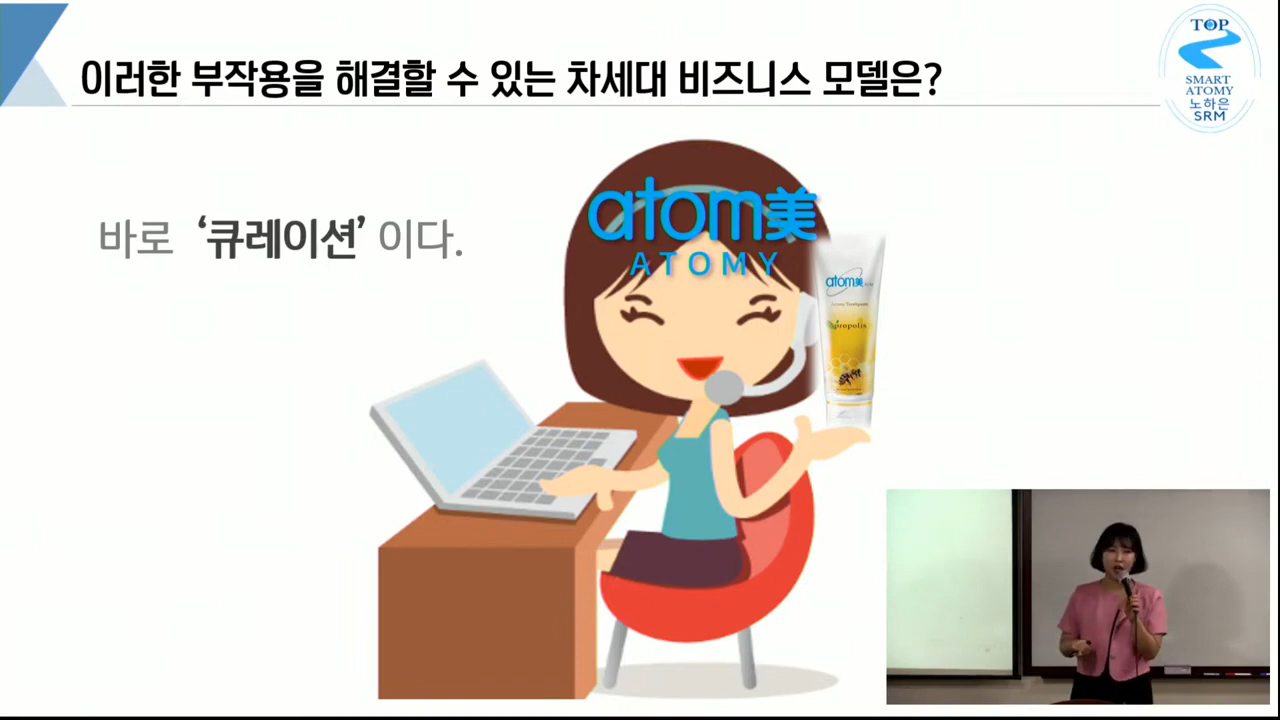 이러한 부작용을 해결할 수 있는 차세대 비즈니스 모델은?
TOP
SMART
ATOMY
노하은
SRM
바로 ‘큐레이션’ 이다.
atom美
ATOMY
atom美
propolis